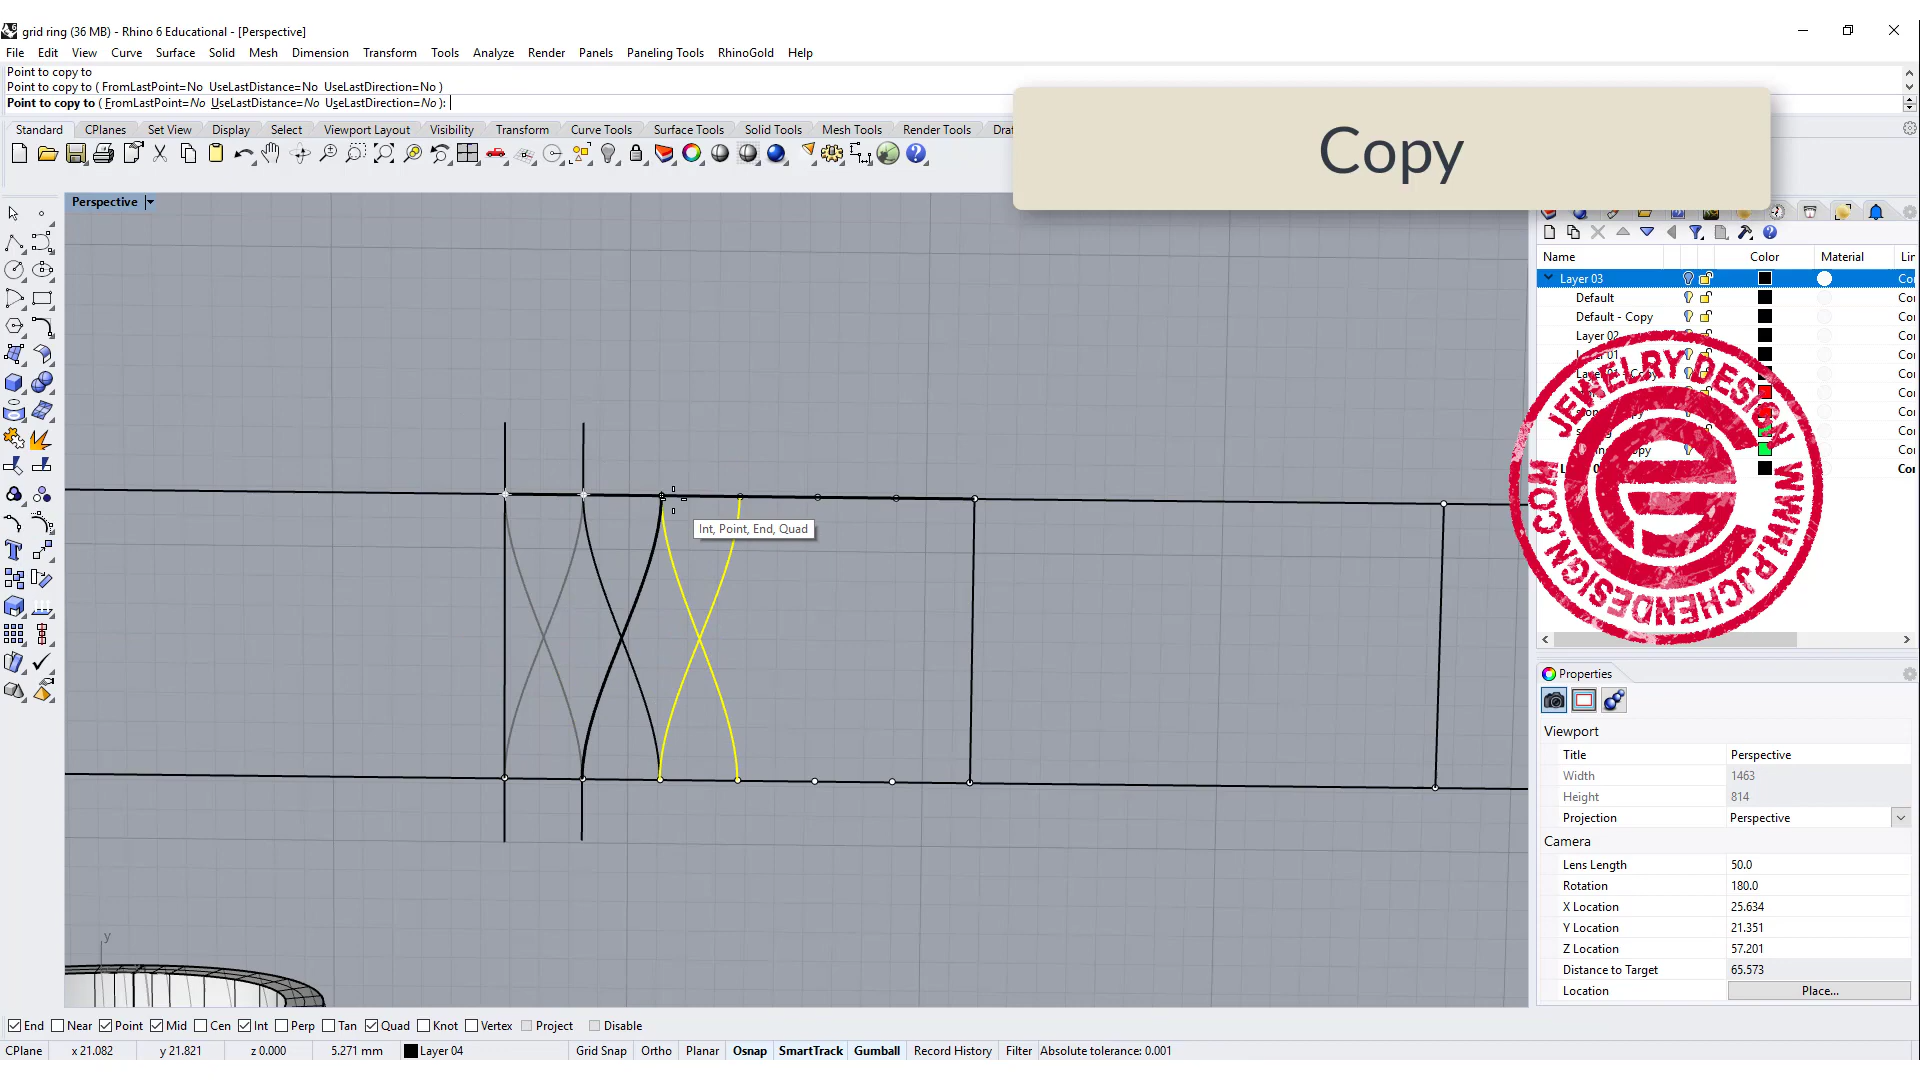 grid ring (36 MB) - Rhino 6 Educational - [Perspective]
File Edit View Curve Surface Solid Mesh Dimension Transform Tools Analyze Render Panels Paneling Tools RhinoGold Help
Point to copy to
Point to copy to ( FromLastPoint=No UseLastDistance=No UseLastDirection=No )
Point to copy to ( FromLastPoint=No UseLastDistance=No UseLastDirection=No ):
Copy
Standard CPlanes Set View Display Select Viewport Layout Visibility Transform Curve Tools Surface Tools Solid Tools Mesh Tools Render Tools
Perspective
Name Color Material
Layer 03
Default
Default - Copy
Layer 02
JEWELRY DESIGN WWW.PJCHENDESIGN.COM
Int, Point, End, Quad
Properties
Viewport
Title Perspective
Width 1463
Height 814
Projection Perspective
Camera
Lens Length 50.0
Rotation 180.0
X Location 25.634
Y Location 21.351
Z Location 57.201
Distance to Target 65.573
Location Place...
y
End Near Point Mid Cen Int Perp Tan Quad Knot Vertex Project Disable
CPlane x 21.082 y 21.821 z 0.000 5.271 mm Layer 04 Grid Snap Ortho Planar Osnap SmartTrack Gumball Record History Filter Absolute tolerance: 0.001